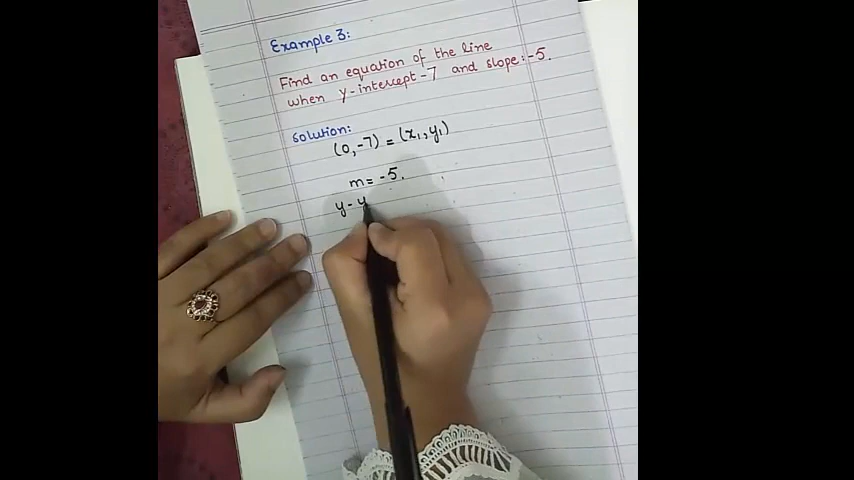 Example 3:
Find an equation of the line
when y-intercept -7 and slope: -5.
Solution:
(0, -7) = (x₁, y₁)
m = -5.
y - y